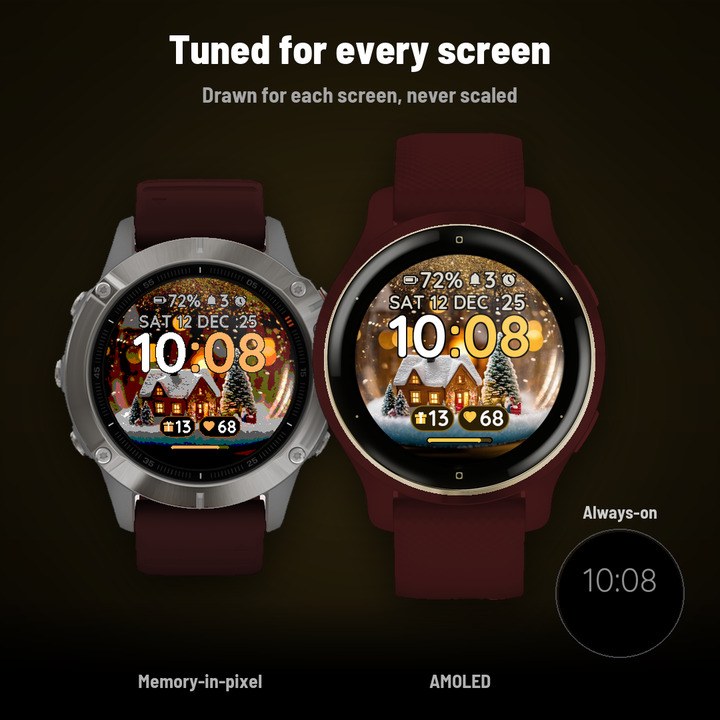 Tuned for every screen
Drawn for each screen, never scaled
72% 3
SAT 12 DEC :25
10:08
13 68
72% 3
SAT 12 DEC :25
10:08
13 68
Always-on
10:08
Memory-in-pixel
AMOLED